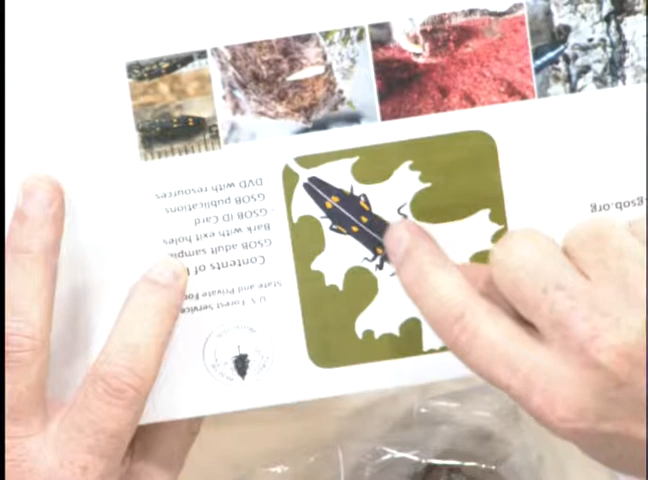 gsob.org
U.S. Forest Service
State and Private
Contents of
GSOB adult sample
Bark with exit holes
GSOB ID Card
GSOB publications
DVD with resources